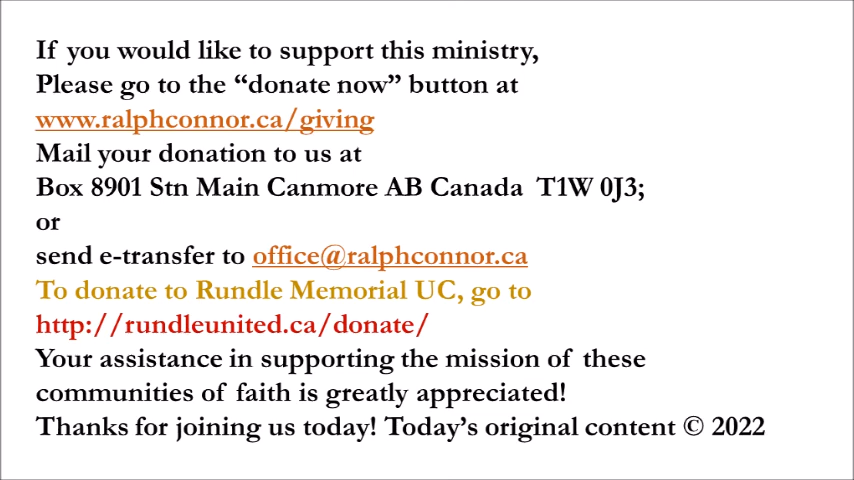 If you would like to support this ministry,
Please go to the “donate now” button at
www.ralphconnor.ca/giving
Mail your donation to us at
Box 8901 Stn Main Canmore AB Canada  T1W 0J3;
or
send e-transfer to office@ralphconnor.ca
To donate to Rundle Memorial UC, go to
http://rundleunited.ca/donate/
Your assistance in supporting the mission of these
communities of faith is greatly appreciated!
Thanks for joining us today! Today’s original content © 2022